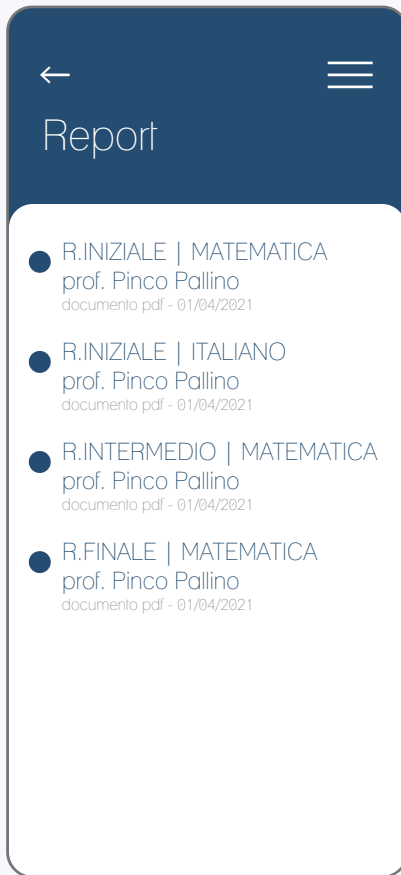 Report
R.INIZIALE | MATEMATICA
prof. Pinco Pallino
documento pdf - 01/04/2021
R.INIZIALE | ITALIANO
prof. Pinco Pallino
documento pdf - 01/04/2021
R.INTERMEDIO | MATEMATICA
prof. Pinco Pallino
documento pdf - 01/04/2021
R.FINALE | MATEMATICA
prof. Pinco Pallino
documento pdf - 01/04/2021